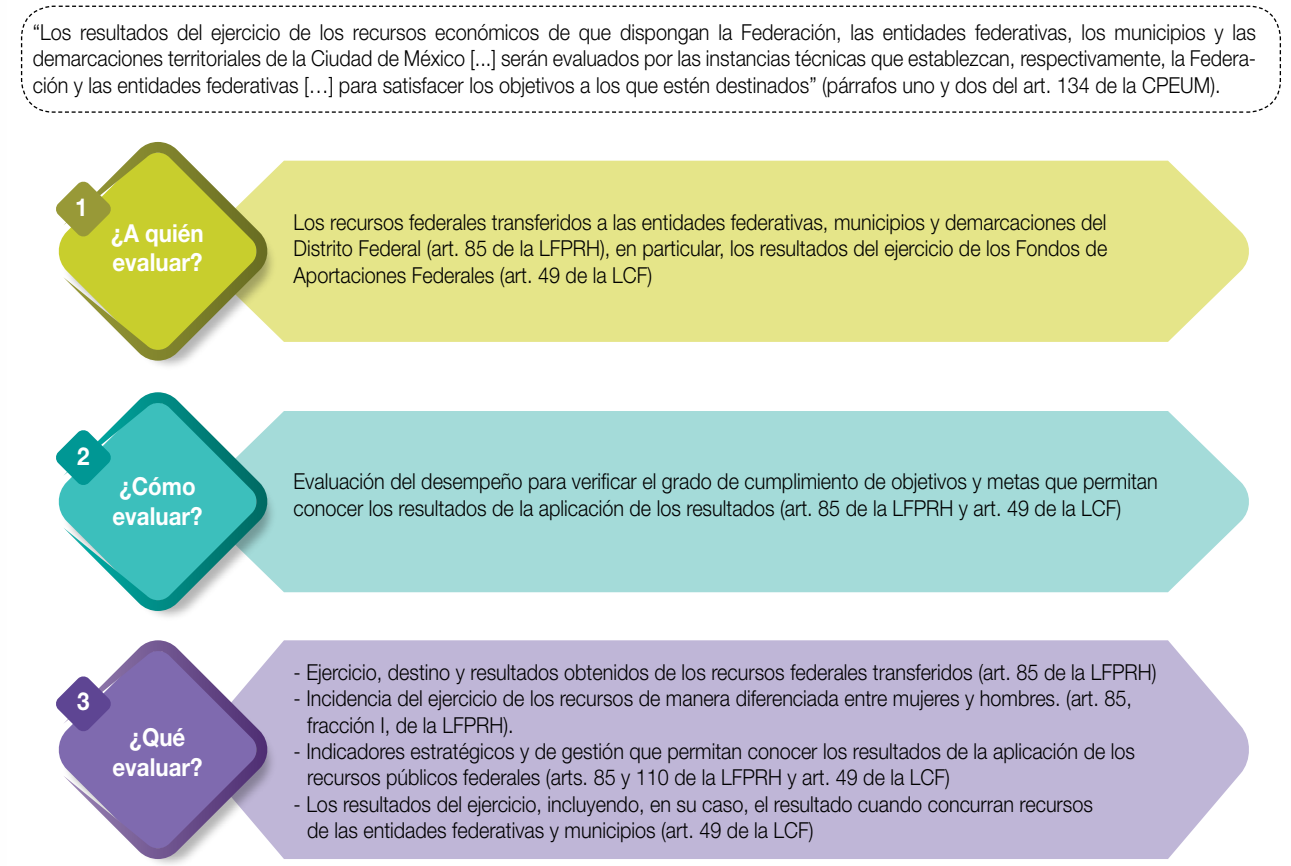 “Los resultados del ejercicio de los recursos económicos de que dispongan la Federación, las entidades federativas, los municipios y las
demarcaciones territoriales de la Ciudad de México [...] serán evaluados por las instancias técnicas que establezcan, respectivamente, la Federa-
ción y las entidades federativas […] para satisfacer los objetivos a los que estén destinados” (párrafos uno y dos del art. 134 de la CPEUM).
1
¿A quién
evaluar?
Los recursos federales transferidos a las entidades federativas, municipios y demarcaciones del
Distrito Federal (art. 85 de la LFPRH), en particular, los resultados del ejercicio de los Fondos de
Aportaciones Federales (art. 49 de la LCF)
2
¿Cómo
evaluar?
Evaluación del desempeño para verificar el grado de cumplimiento de objetivos y metas que permitan
conocer los resultados de la aplicación de los resultados (art. 85 de la LFPRH y art. 49 de la LCF)
3
¿Qué
evaluar?
- Ejercicio, destino y resultados obtenidos de los recursos federales transferidos (art. 85 de la LFPRH)
- Incidencia del ejercicio de los recursos de manera diferenciada entre mujeres y hombres. (art. 85,
fracción I, de la LFPRH).
- Indicadores estratégicos y de gestión que permitan conocer los resultados de la aplicación de los
recursos públicos federales (arts. 85 y 110 de la LFPRH y art. 49 de la LCF)
- Los resultados del ejercicio, incluyendo, en su caso, el resultado cuando concurran recursos
de las entidades federativas y municipios (art. 49 de la LCF)